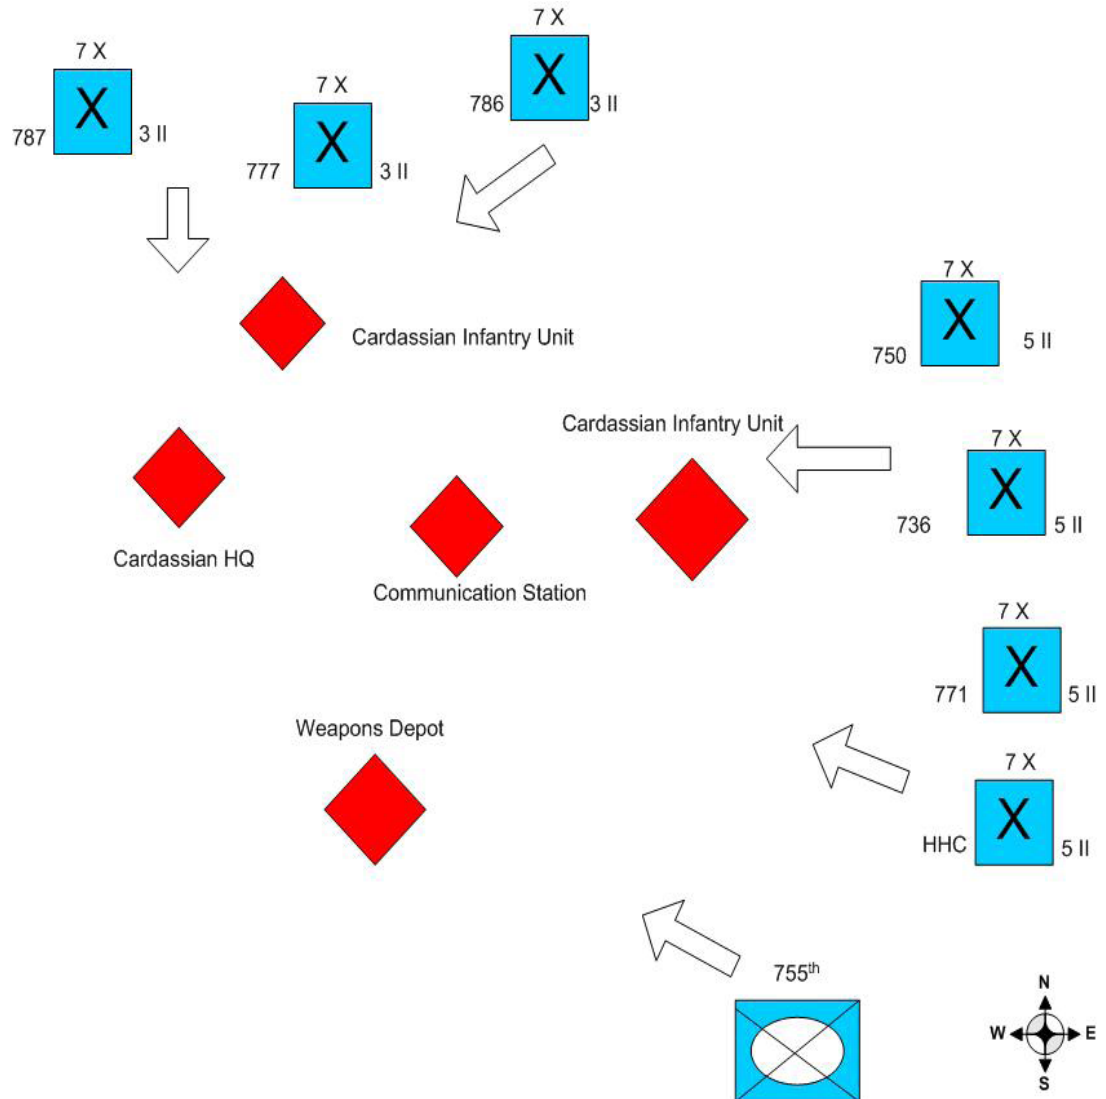 7 X
X
786
3 II
7 X
X
787
3 II
7 X
X
777
3 II
7 X
X
750
5 II
Cardassian Infantry Unit
Cardassian Infantry Unit
7 X
X
736
5 II
Cardassian HQ
Communication Station
7 X
X
771
5 II
Weapons Depot
7 X
X
HHC
5 II
755th
N
W
E
S